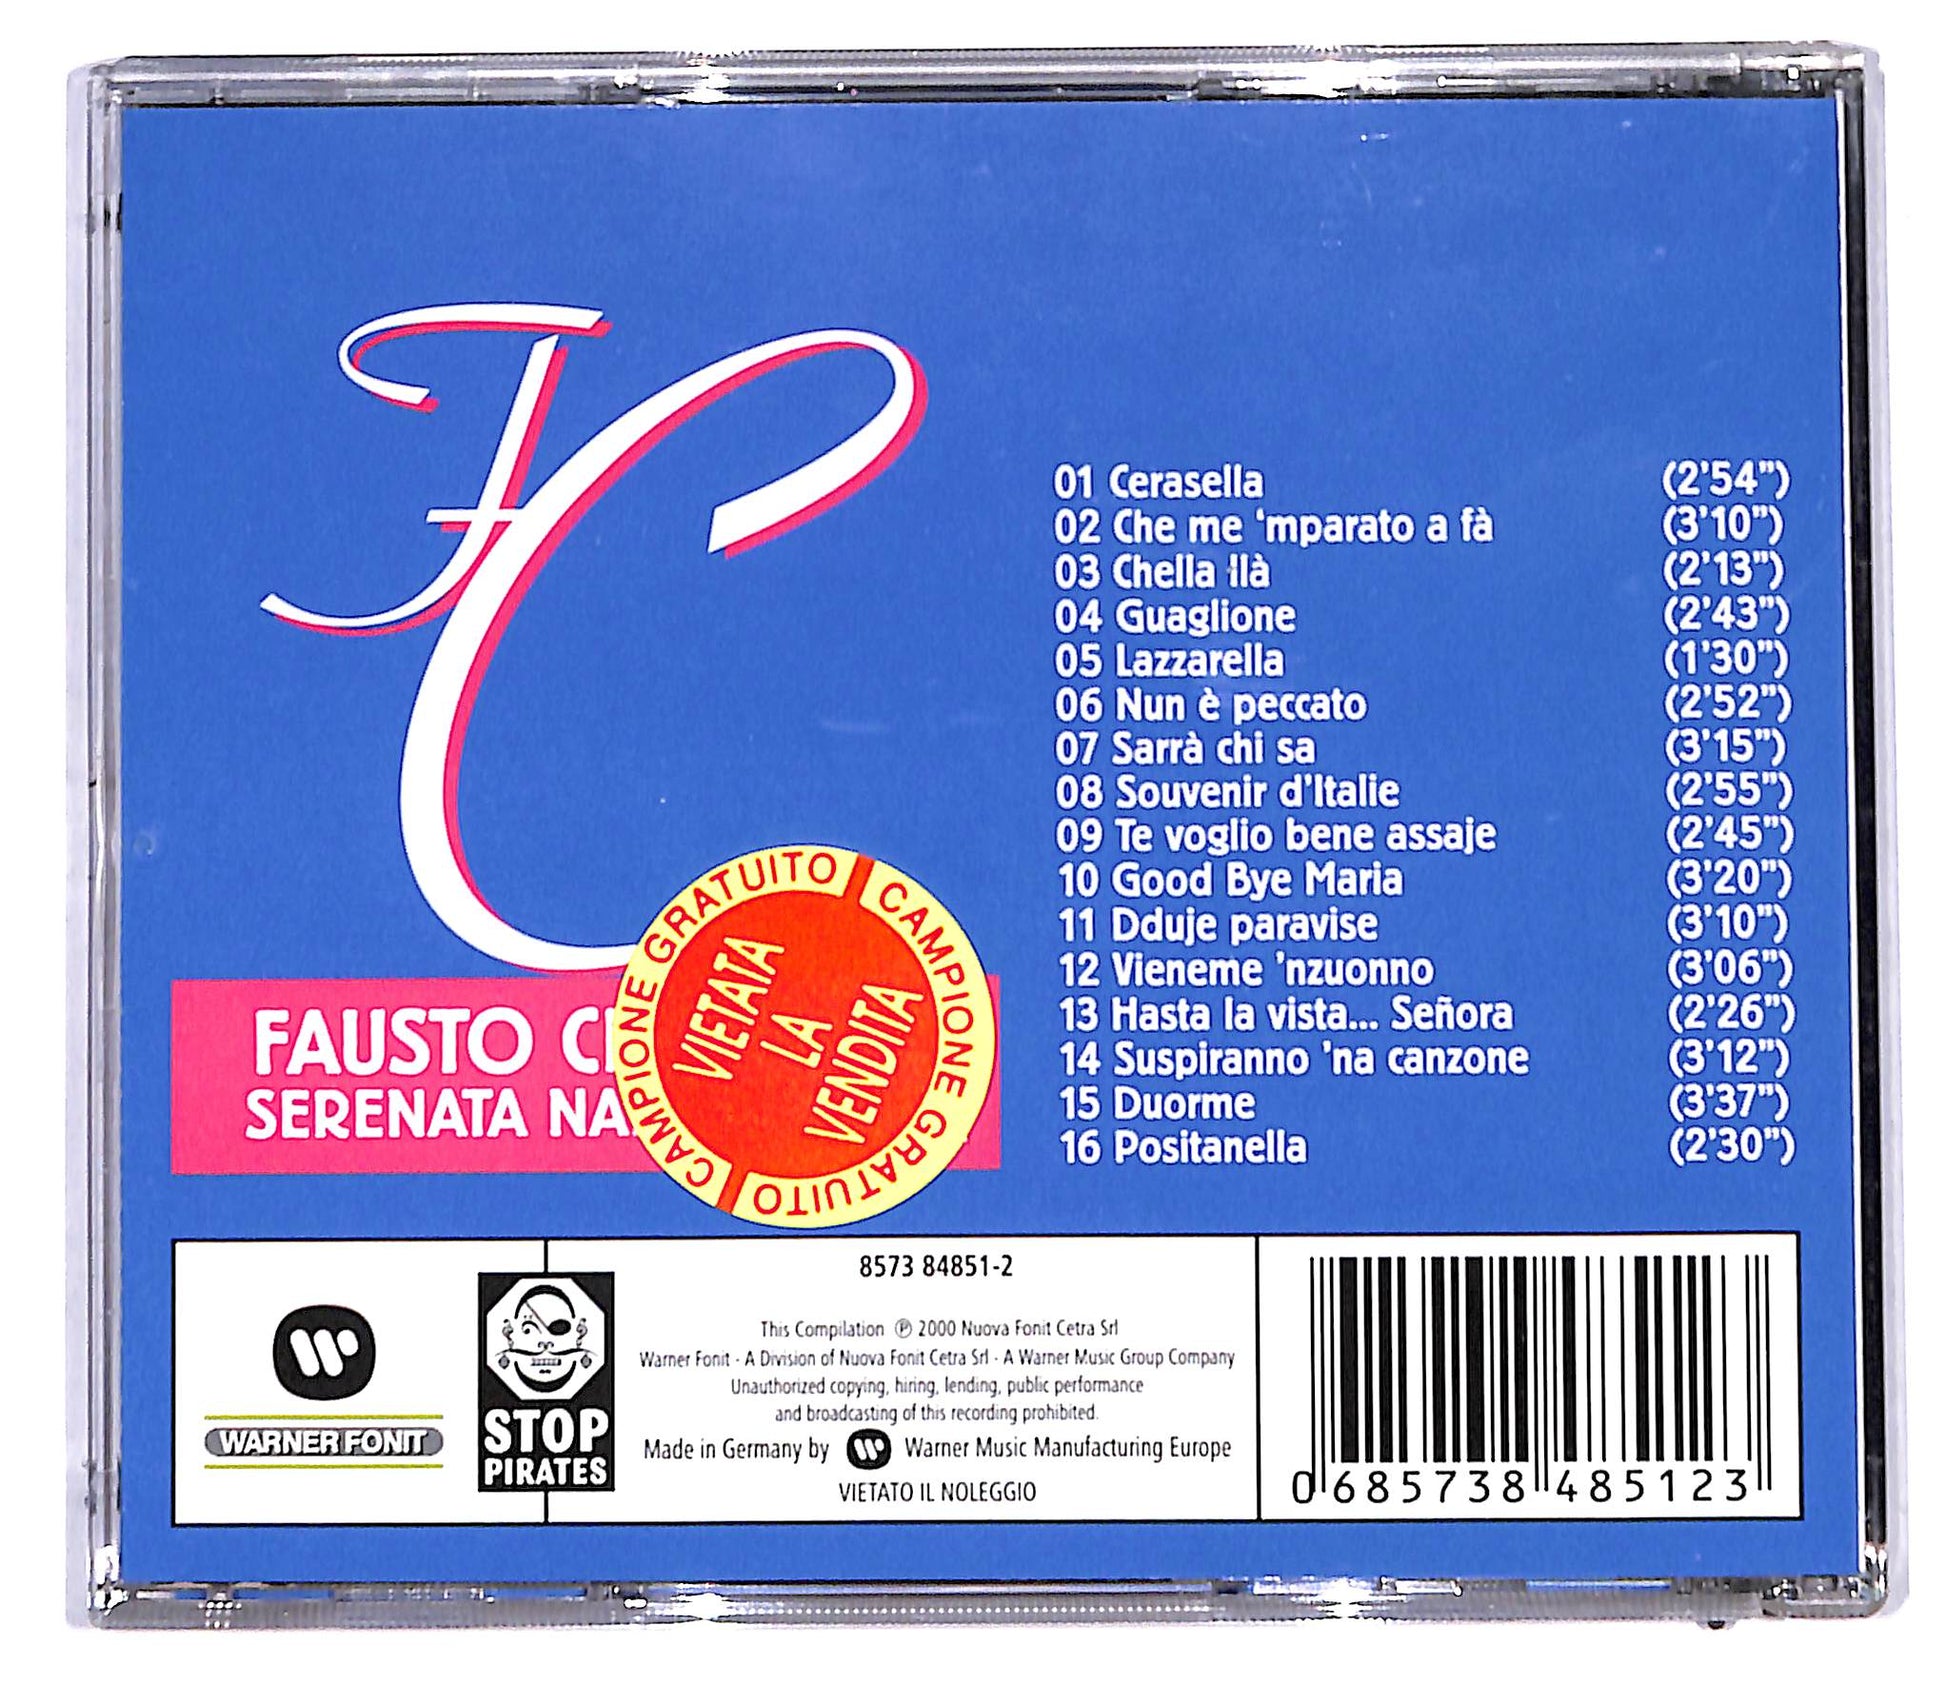 FC
01 Cerasella (2'54")
02 Che me 'mparato a fà (3'10")
03 Chella llà (2'13")
04 Guaglione (2'43")
05 Lazzarella (1'30")
06 Nun è peccato (2'52")
07 Sarrà chi sa (3'15")
08 Souvenir d'Italie (2'55")
09 Te voglio bene assaje (2'45")
10 Good Bye Maria (3'20")
11 Dduje paravise (3'10")
12 Vieneme 'nzuonno (3'06")
13 Hasta la vista... Señora (2'26")
14 Suspiranno 'na canzone (3'12")
15 Duorme (3'37")
16 Positanella (2'30")
FAUSTO
SERENATA
CAMPIONE GRATUITO
CAMPIONE GRATUITO
VIETATA
LA
VENDITA
WARNER FONIT
STOP
PIRATES
8573 84851-2
This Compilation ℗ 2000 Nuova Fonit Cetra Srl
Warner Fonit - A Division of Nuova Fonit Cetra Srl - A Warner Music Group Company
Unauthorized copying, hiring, lending, public performance
and broadcasting of this recording prohibited.
Made in Germany by Warner Music Manufacturing Europe
VIETATO IL NOLEGGIO
0 685738 485123